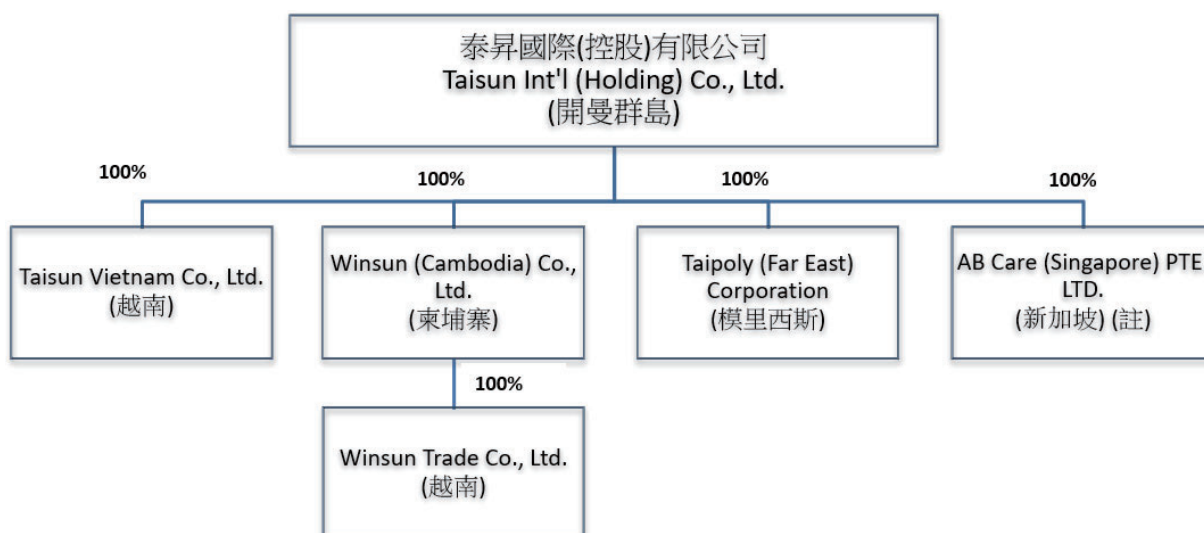 泰昇國際(控股)有限公司
Taisun Int'l (Holding) Co., Ltd.
(開曼群島)
100%
100%
100%
100%
Taisun Vietnam Co., Ltd.
(越南)
Winsun (Cambodia) Co.,
Ltd.
(柬埔寨)
Taipoly (Far East)
Corporation
(模里西斯)
AB Care (Singapore) PTE
LTD.
(新加坡) (註)
100%
Winsun Trade Co., Ltd.
(越南)